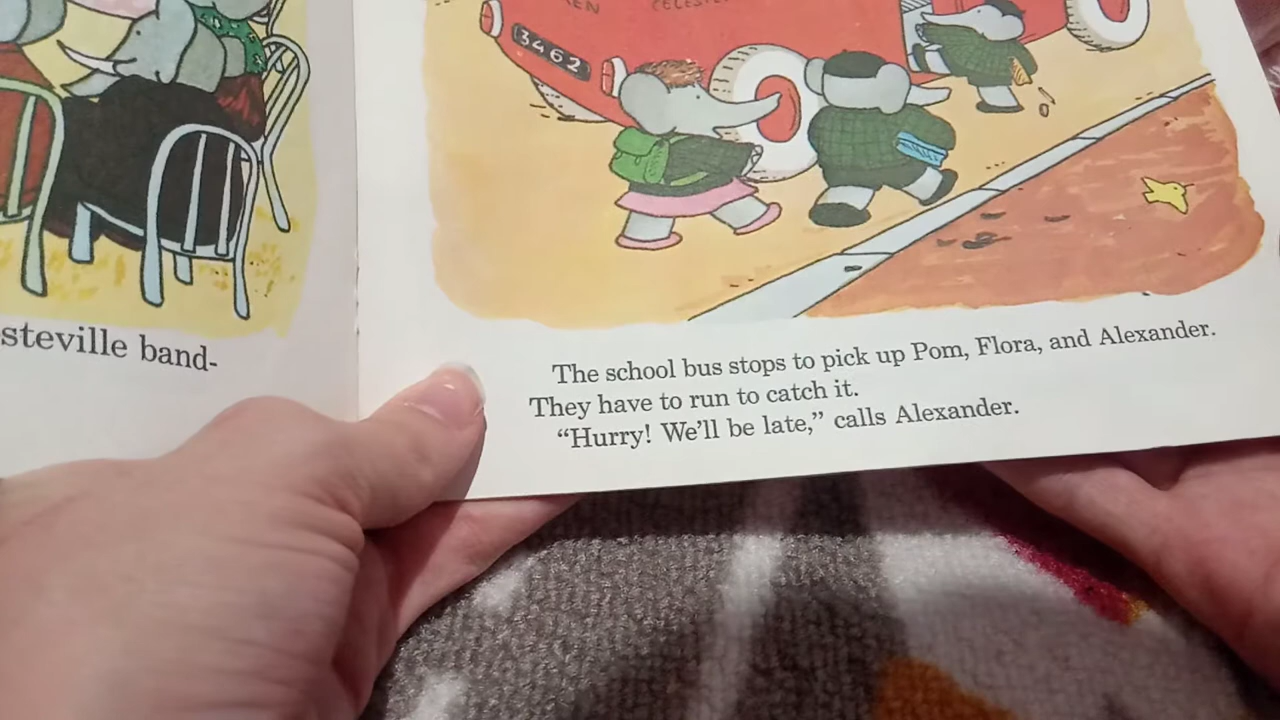 3462
steville band-
The school bus stops to pick up Pom, Flora, and Alexander.
They have to run to catch it.
“Hurry! We’ll be late,” calls Alexander.